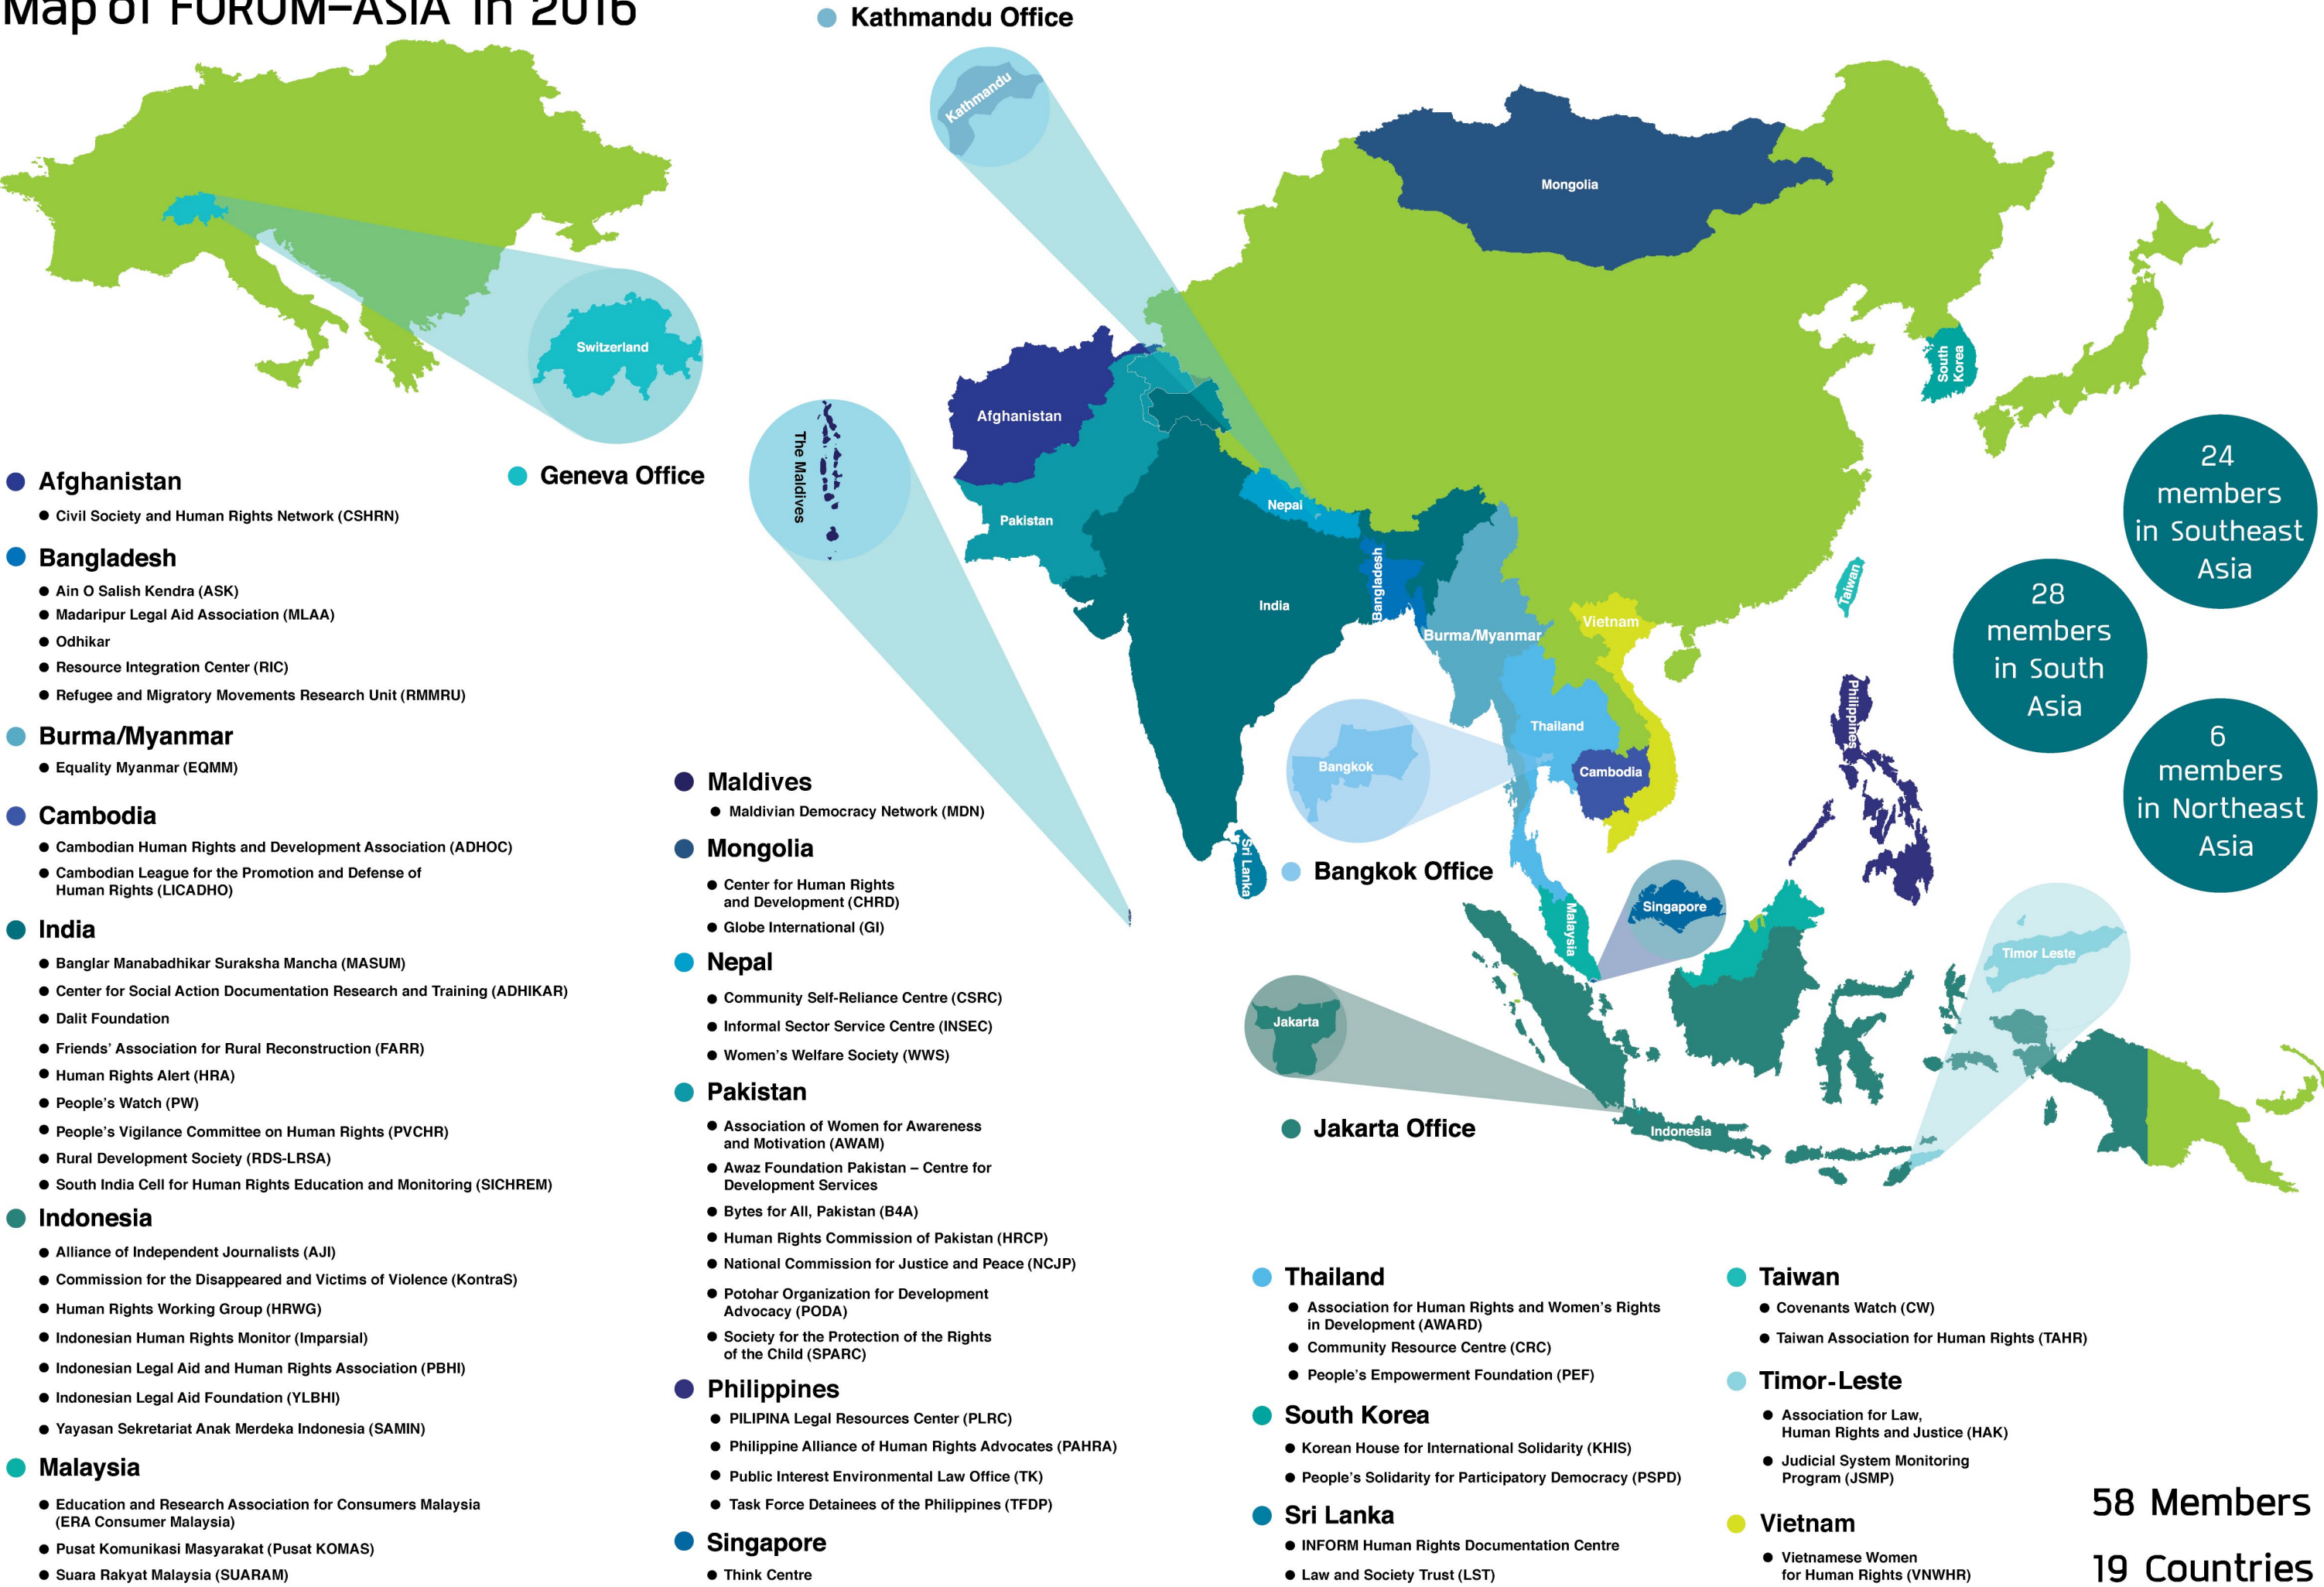 Map of FORUM-ASIA in 2016
Kathmandu Office
Kathmandu
Switzerland
Geneva Office
The Maldives
Mongolia
Afghanistan
Pakistan
Nepal
India
Bangladesh
Burma/Myanmar
Vietnam
Thailand
Cambodia
Sri Lanka
South
Korea
Taiwan
Philippines
Malaysia
Singapore
Timor Leste
Indonesia
Bangkok
Bangkok Office
Jakarta
Jakarta Office
24
members
in Southeast
Asia
28
members
in South
Asia
6
members
in Northeast
Asia
Afghanistan
Civil Society and Human Rights Network (CSHRN)
Bangladesh
Ain O Salish Kendra (ASK)
Madaripur Legal Aid Association (MLAA)
Odhikar
Resource Integration Center (RIC)
Refugee and Migratory Movements Research Unit (RMMRU)
Burma/Myanmar
Equality Myanmar (EQMM)
Cambodia
Cambodian Human Rights and Development Association (ADHOC)
Cambodian League for the Promotion and Defense of
Human Rights (LICADHO)
India
Banglar Manabadhikar Suraksha Mancha (MASUM)
Center for Social Action Documentation Research and Training (ADHIKAR)
Dalit Foundation
Friends' Association for Rural Reconstruction (FARR)
Human Rights Alert (HRA)
People's Watch (PW)
People's Vigilance Committee on Human Rights (PVCHR)
Rural Development Society (RDS-LRSA)
South India Cell for Human Rights Education and Monitoring (SICHREM)
Indonesia
Alliance of Independent Journalists (AJI)
Commission for the Disappeared and Victims of Violence (KontraS)
Human Rights Working Group (HRWG)
Indonesian Human Rights Monitor (Imparsial)
Indonesian Legal Aid and Human Rights Association (PBHI)
Indonesian Legal Aid Foundation (YLBHI)
Yayasan Sekretariat Anak Merdeka Indonesia (SAMIN)
Malaysia
Education and Research Association for Consumers Malaysia
(ERA Consumer Malaysia)
Pusat Komunikasi Masyarakat (Pusat KOMAS)
Suara Rakyat Malaysia (SUARAM)
Maldives
Maldivian Democracy Network (MDN)
Mongolia
Center for Human Rights
and Development (CHRD)
Globe International (GI)
Nepal
Community Self-Reliance Centre (CSRC)
Informal Sector Service Centre (INSEC)
Women's Welfare Society (WWS)
Pakistan
Association of Women for Awareness
and Motivation (AWAM)
Awaz Foundation Pakistan – Centre for
Development Services
Bytes for All, Pakistan (B4A)
Human Rights Commission of Pakistan (HRCP)
National Commission for Justice and Peace (NCJP)
Potohar Organization for Development
Advocacy (PODA)
Society for the Protection of the Rights
of the Child (SPARC)
Philippines
PILIPINA Legal Resources Center (PLRC)
Philippine Alliance of Human Rights Advocates (PAHRA)
Public Interest Environmental Law Office (TK)
Task Force Detainees of the Philippines (TFDP)
Singapore
Think Centre
Thailand
Association for Human Rights and Women's Rights
in Development (AWARD)
Community Resource Centre (CRC)
People's Empowerment Foundation (PEF)
South Korea
Korean House for International Solidarity (KHIS)
People's Solidarity for Participatory Democracy (PSPD)
Sri Lanka
INFORM Human Rights Documentation Centre
Law and Society Trust (LST)
Taiwan
Covenants Watch (CW)
Taiwan Association for Human Rights (TAHR)
Timor-Leste
Association for Law,
Human Rights and Justice (HAK)
Judicial System Monitoring
Program (JSMP)
Vietnam
Vietnamese Women
for Human Rights (VNWHR)
58 Members
19 Countries